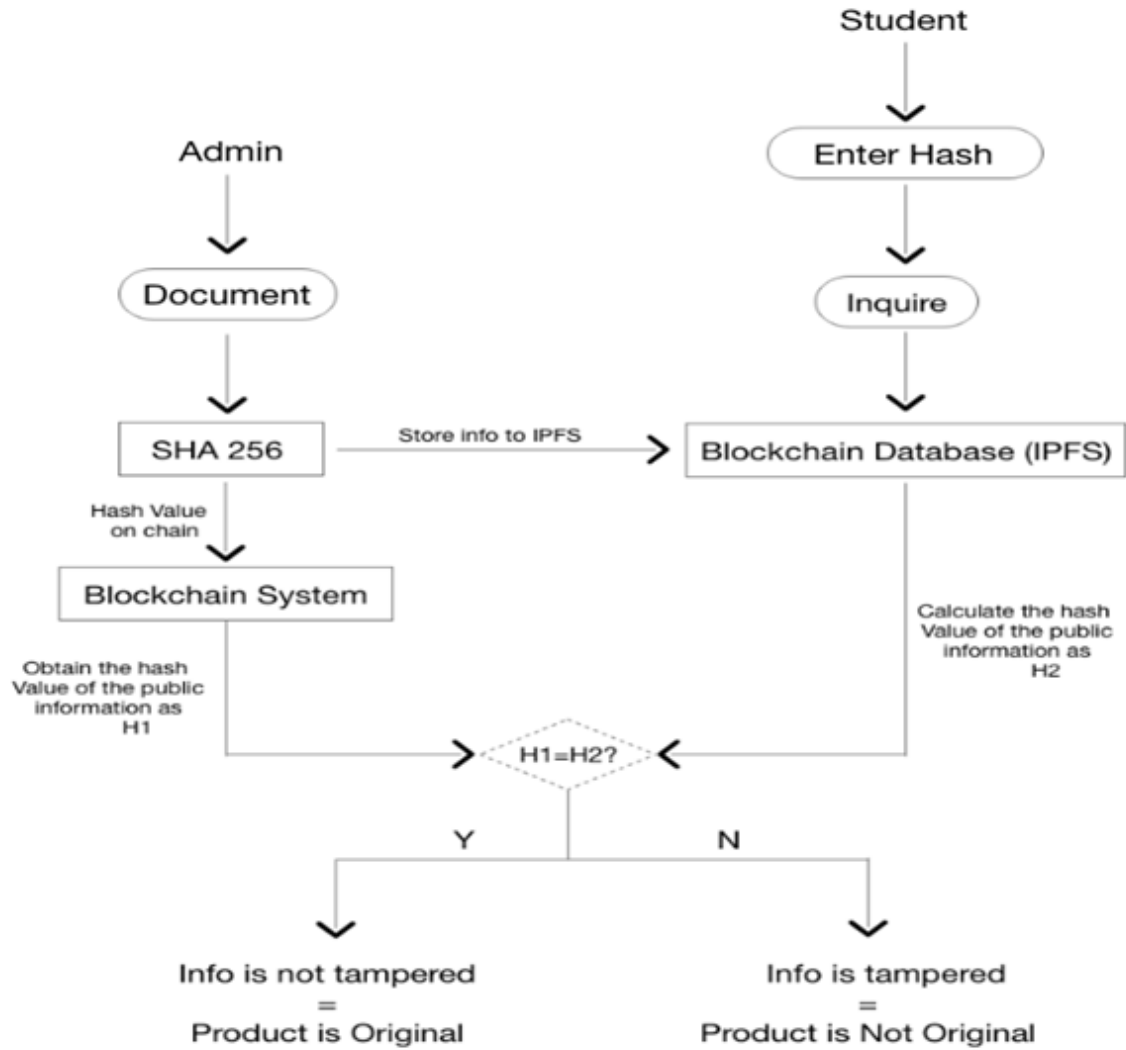 Student
Enter Hash
Admin
Document
Inquire
SHA 256
Store info to IPFS
Blockchain Database (IPFS)
Hash Value
on chain
Blockchain System
Obtain the hash
Value of the public
information as
H1
Calculate the hash
Value of the public
information as
H2
H1=H2?
Y
N
Info is not tampered
=
Product is Original
Info is tampered
=
Product is Not Original